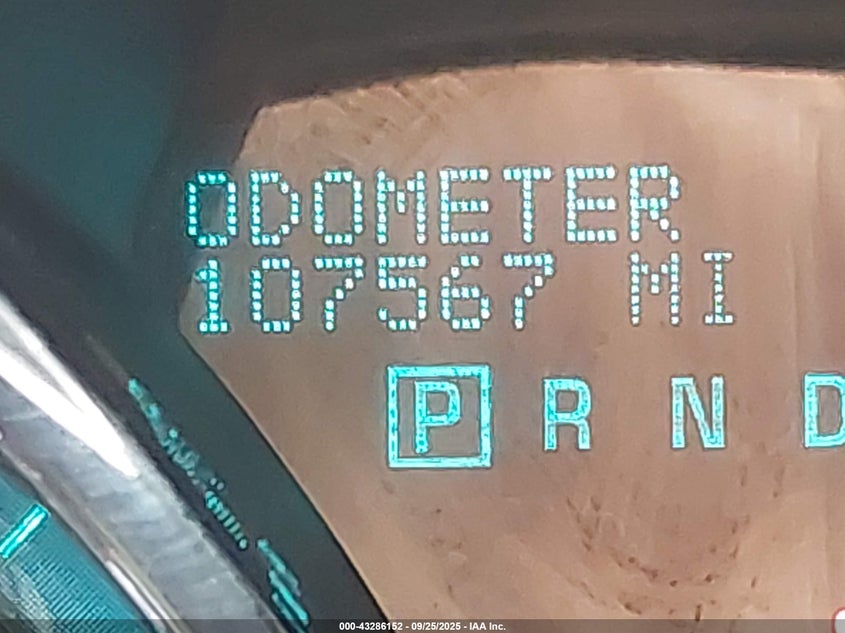 ODOMETER
107567 MI
P R N D
000-43286152 - 09/25/2025 - IAA Inc.